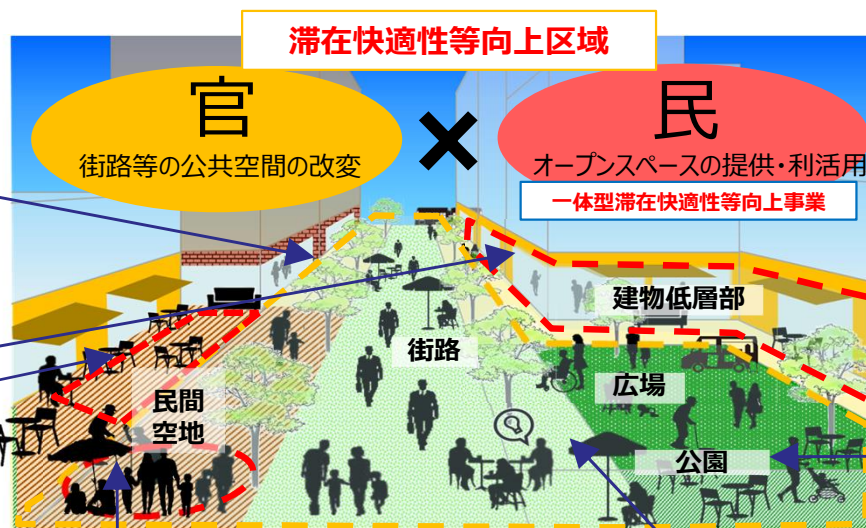 滞在快適性等向上区域
官
街路等の公共空間の改変
×
民
オープンスペースの提供・利活用
一体型滞在快適性等向上事業
建物低層部
街路
広場
民間
空地
公園